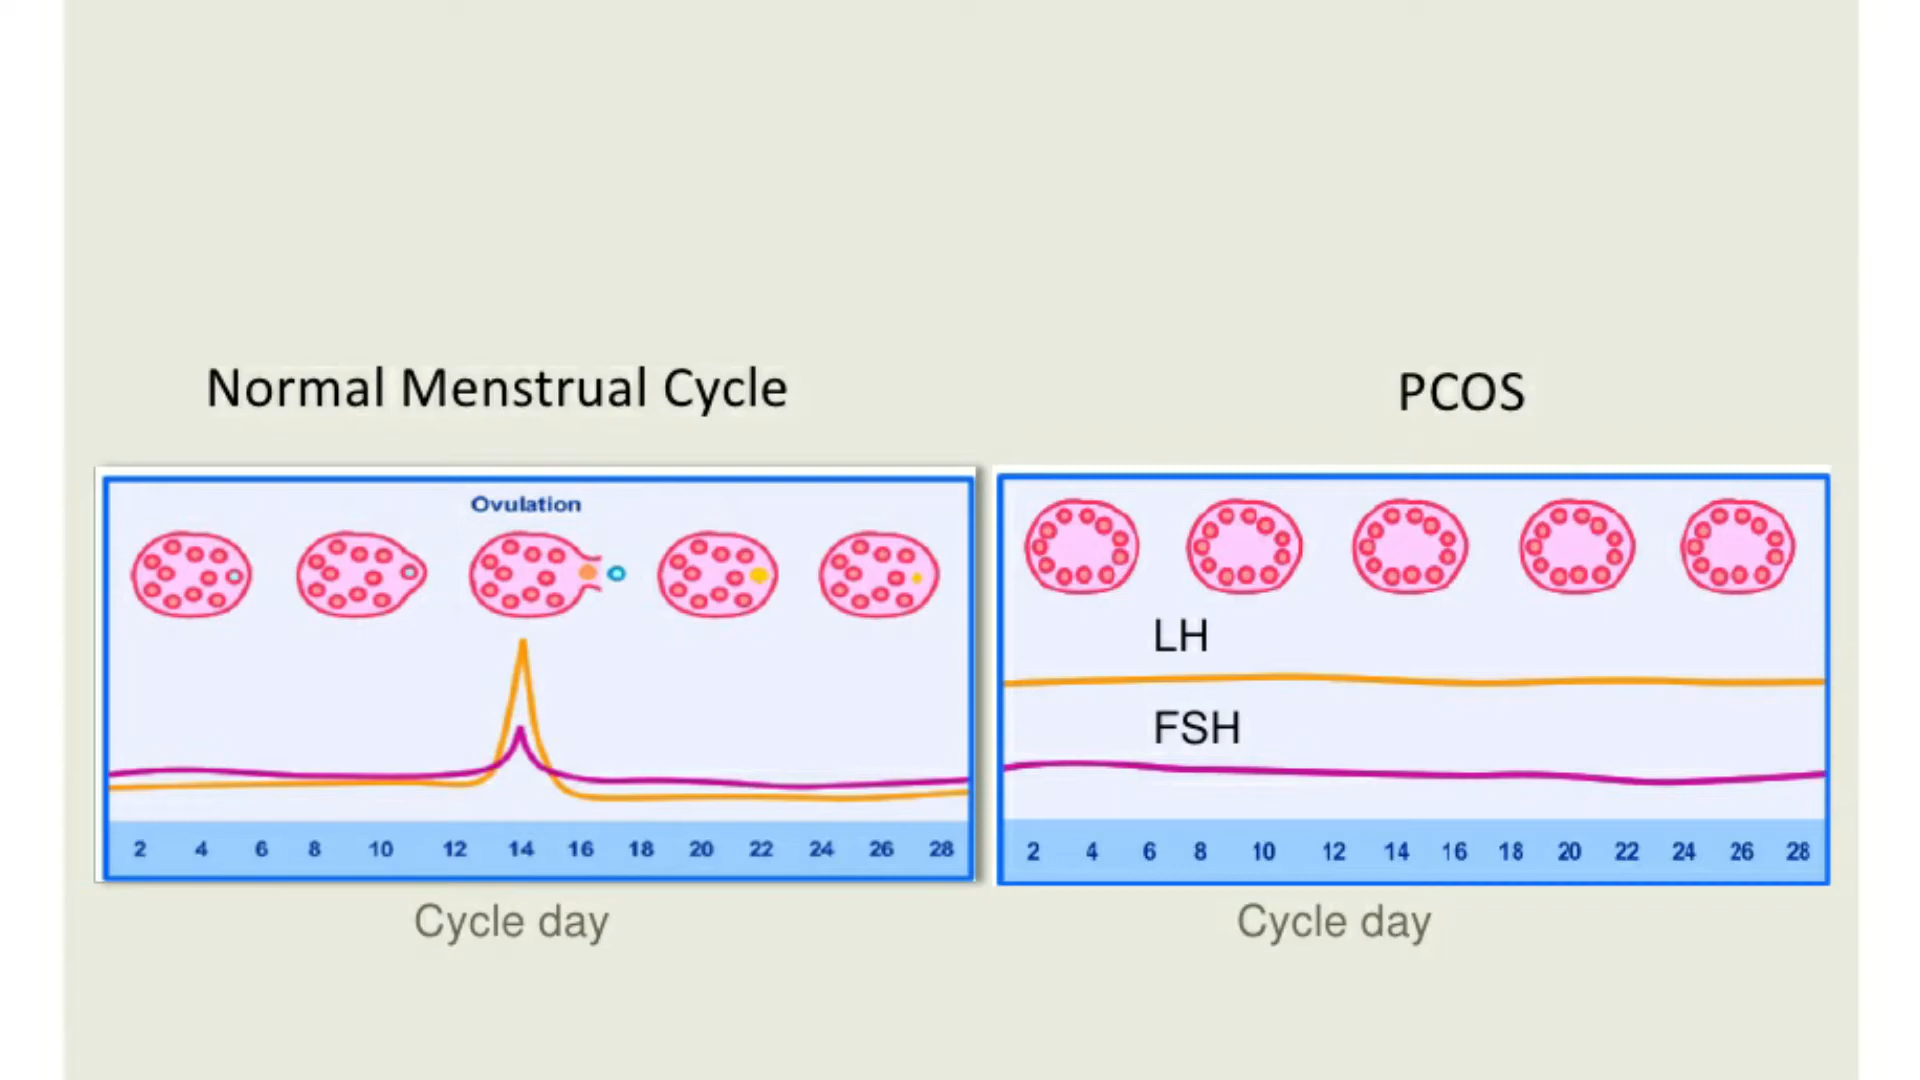 Normal Menstrual Cycle
PCOS
Ovulation
2 4 6 8 10 12 14 16 18 20 22 24 26 28
Cycle day
LH
FSH
2 4 6 8 10 12 14 16 18 20 22 24 26 28
Cycle day